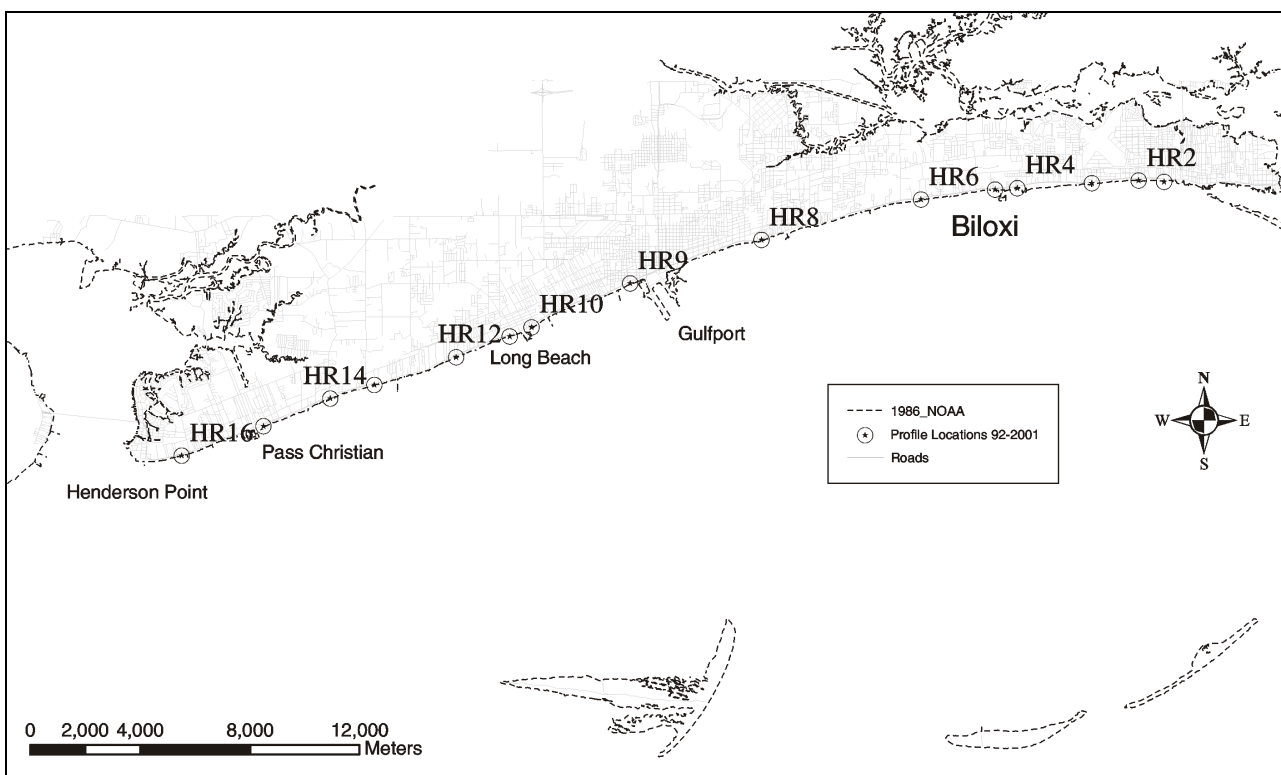 HR2
HR4
HR6
Biloxi
HR8
HR9
Gulfport
HR10
HR12
Long Beach
HR14
HR16
Pass Christian
Henderson Point
1986_NOAA
Profile Locations 92-2001
Roads
N
W E
S
0 2,000 4,000 8,000 12,000
Meters